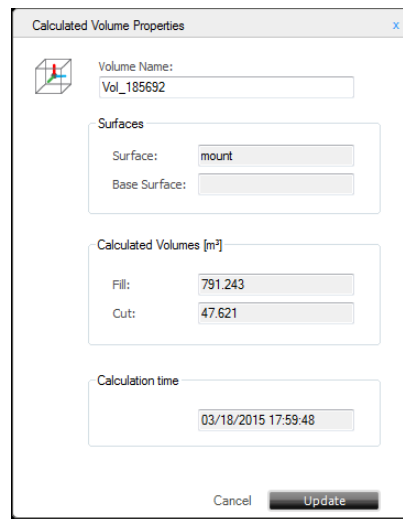 Calculated Volume Properties x
Volume Name:
Vol_185692
Surfaces
Surface: mount
Base Surface:
Calculated Volumes [m³]
Fill: 791.243
Cut: 47.621
Calculation time
03/18/2015 17:59:48
Cancel Update